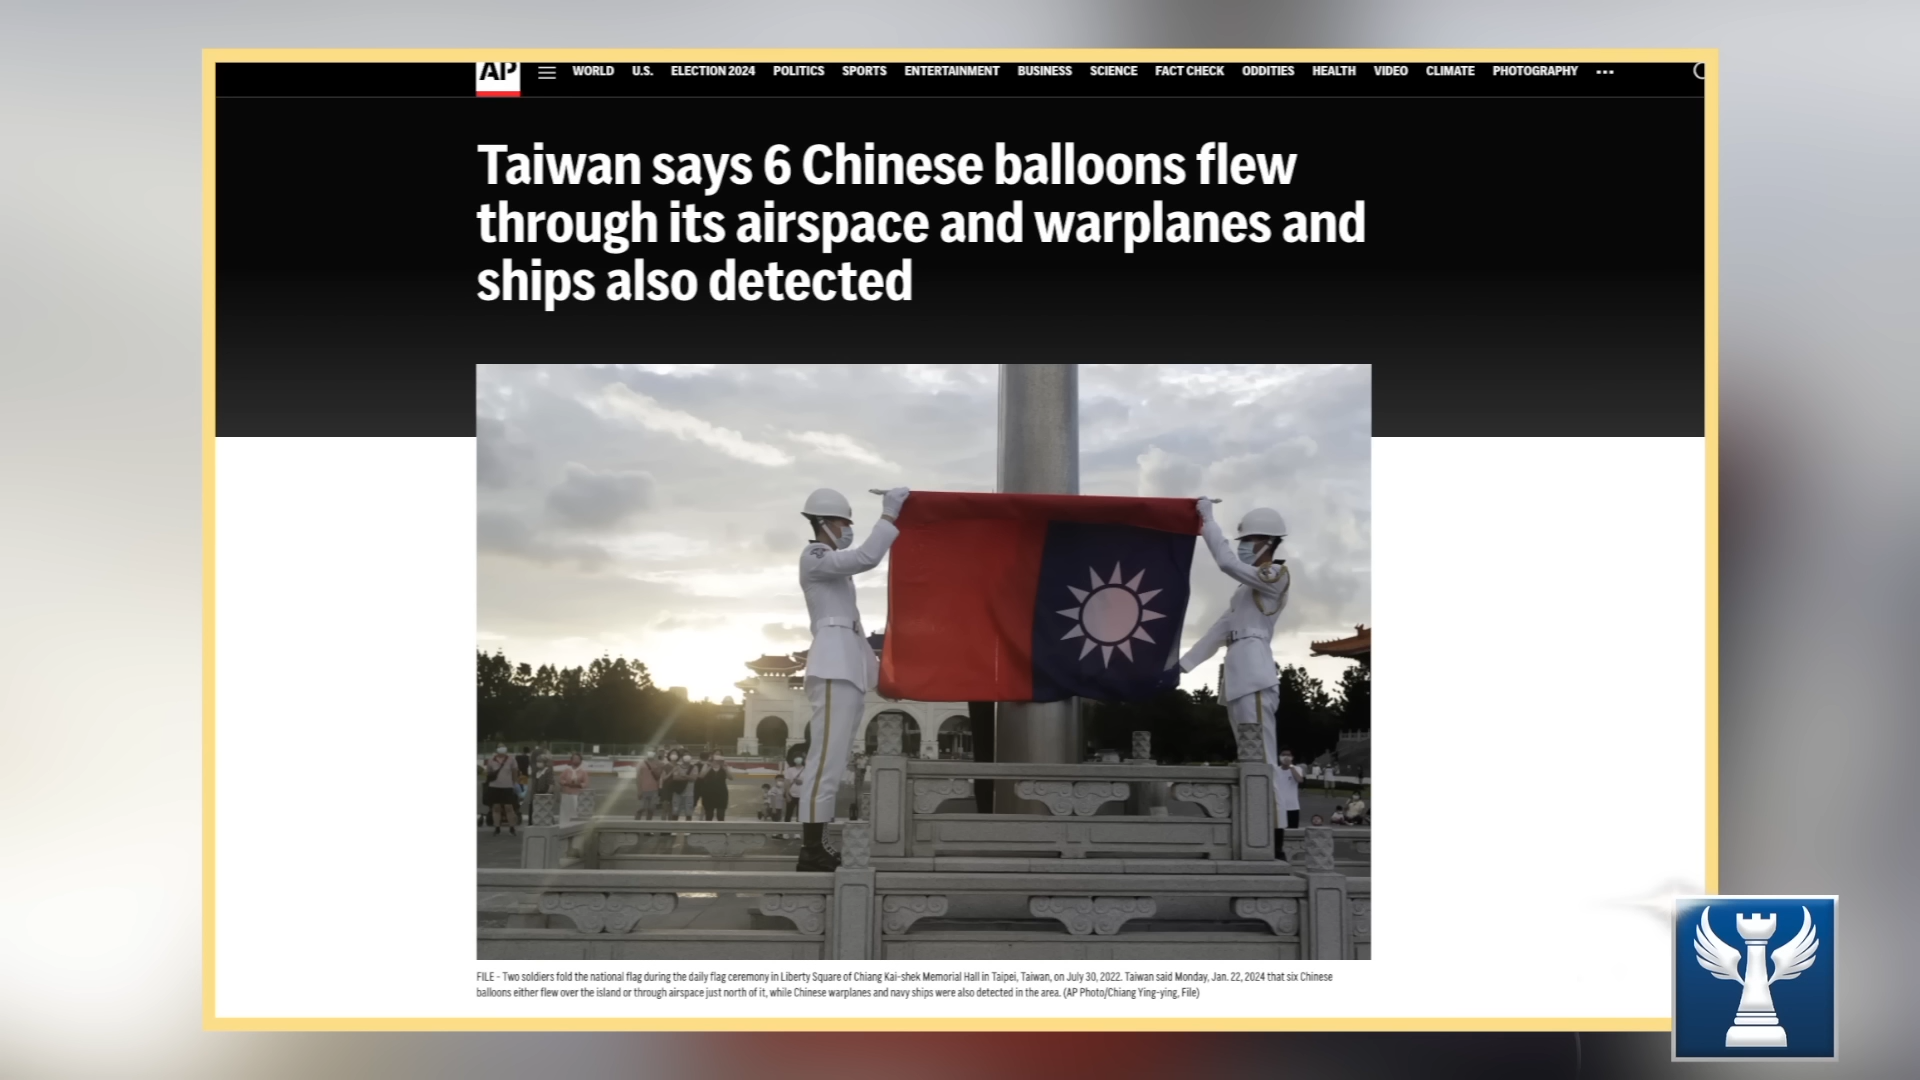 AP WORLD U.S. ELECTION 2024 POLITICS SPORTS ENTERTAINMENT BUSINESS SCIENCE FACT CHECK ODDITIES HEALTH VIDEO CLIMATE PHOTOGRAPHY ...
Taiwan says 6 Chinese balloons flew
through its airspace and warplanes and
ships also detected
FILE - Two soldiers fold the national flag during the daily flag ceremony in Liberty Square of Chiang Kai-shek Memorial Hall in Taipei, Taiwan, on July 30, 2022. Taiwan said Monday, Jan. 22, 2024 that six Chinese
balloons either flew over the island or through airspace just north of it, while Chinese warplanes and navy ships were also detected in the area. (AP Photo/Chiang Ying-ying, File)